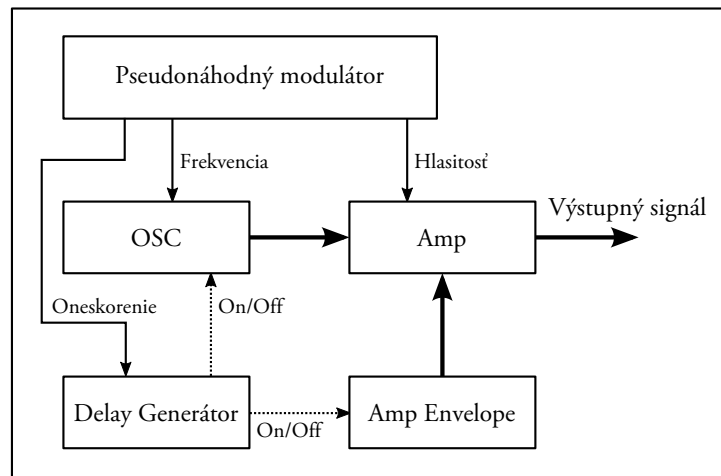 Pseudonáhodný modulátor
Frekvencia
Hlasitosť
Výstupný signál
OSC
Amp
Oneskorenie
On/Off
Delay Generátor
On/Off
Amp Envelope